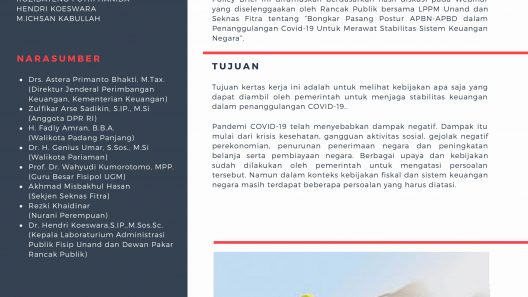 HENDRI KOESWARA
M.ICHSAN KABULLAH
NARASUMBER
Drs. Astera Primanto Bhakti, M.Tax.
(Direktur Jenderal Perimbangan
Keuangan, Kementerian Keuangan)
Zulfikar Arse Sadikin, S.IP., M.Si
(Anggota DPR RI)
H. Fadly Amran, B.B.A.
(Walikota Padang Panjang)
Dr. H. Genius Umar, S.Sos., M.Si
(Walikota Pariaman)
Prof. Dr. Wahyudi Kumorotomo, MPP.
(Guru Besar Fisipol UGM)
Akhmad Misbakhul Hasan
(Sekjen Seknas Fitra)
Rezki Khaidinar
(Nurani Perempuan)
Dr. Hendri Koeswara,S.IP.,M.Sos.Sc.
(Kepala Laboraterium Administrasi
Publik Fisip Unand dan Dewan Pakar
Rancak Publik)
yang diselenggaakan oleh Rancak Publik bersama LPPM Unand dan
Seknas Fitra tentang "Bongkar Pasang Postur APBN-APBD dalam
Penanggulangan Covid-19 Untuk Merawat Stabilitas Sistem Keuangan
Negara".
TUJUAN
Tujuan kertas kerja ini adalah untuk melihat kebijakan apa saja yang
dapat diambil oleh pemerintah untuk menjaga stabilitas keuangan
dalam penanggulangan COVID-19..
Pandemi COVID-19 telah menyebabkan dampak negatif. Dampak itu
mulai dari krisis kesehatan, gangguan aktivitas sosial, gejolak negatif
perekonomian, penurunan penerimaan negara dan peningkatan
belanja serta pembiayaan negara. Berbagai upaya dan kebijakan
sudah dilakukan oleh pemerintah untuk mengatasi persoalan
tersebut. Namun dalam konteks kebijakan fiskal dan sistem keuangan
negara masih terdapat beberapa persoalan yang harus diatasi.